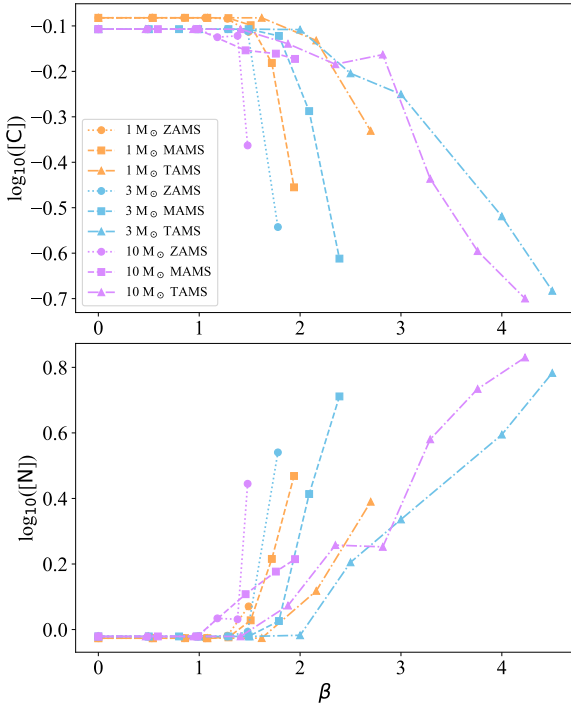 log₁₀([C])
−0.1
−0.2
−0.3
−0.4
−0.5
−0.6
−0.7
1 M⊙ ZAMS
1 M⊙ MAMS
1 M⊙ TAMS
3 M⊙ ZAMS
3 M⊙ MAMS
3 M⊙ TAMS
10 M⊙ ZAMS
10 M⊙ MAMS
10 M⊙ TAMS
0 1 2 3 4
log₁₀([N])
0.8
0.6
0.4
0.2
0.0
0 1 2 3 4
β